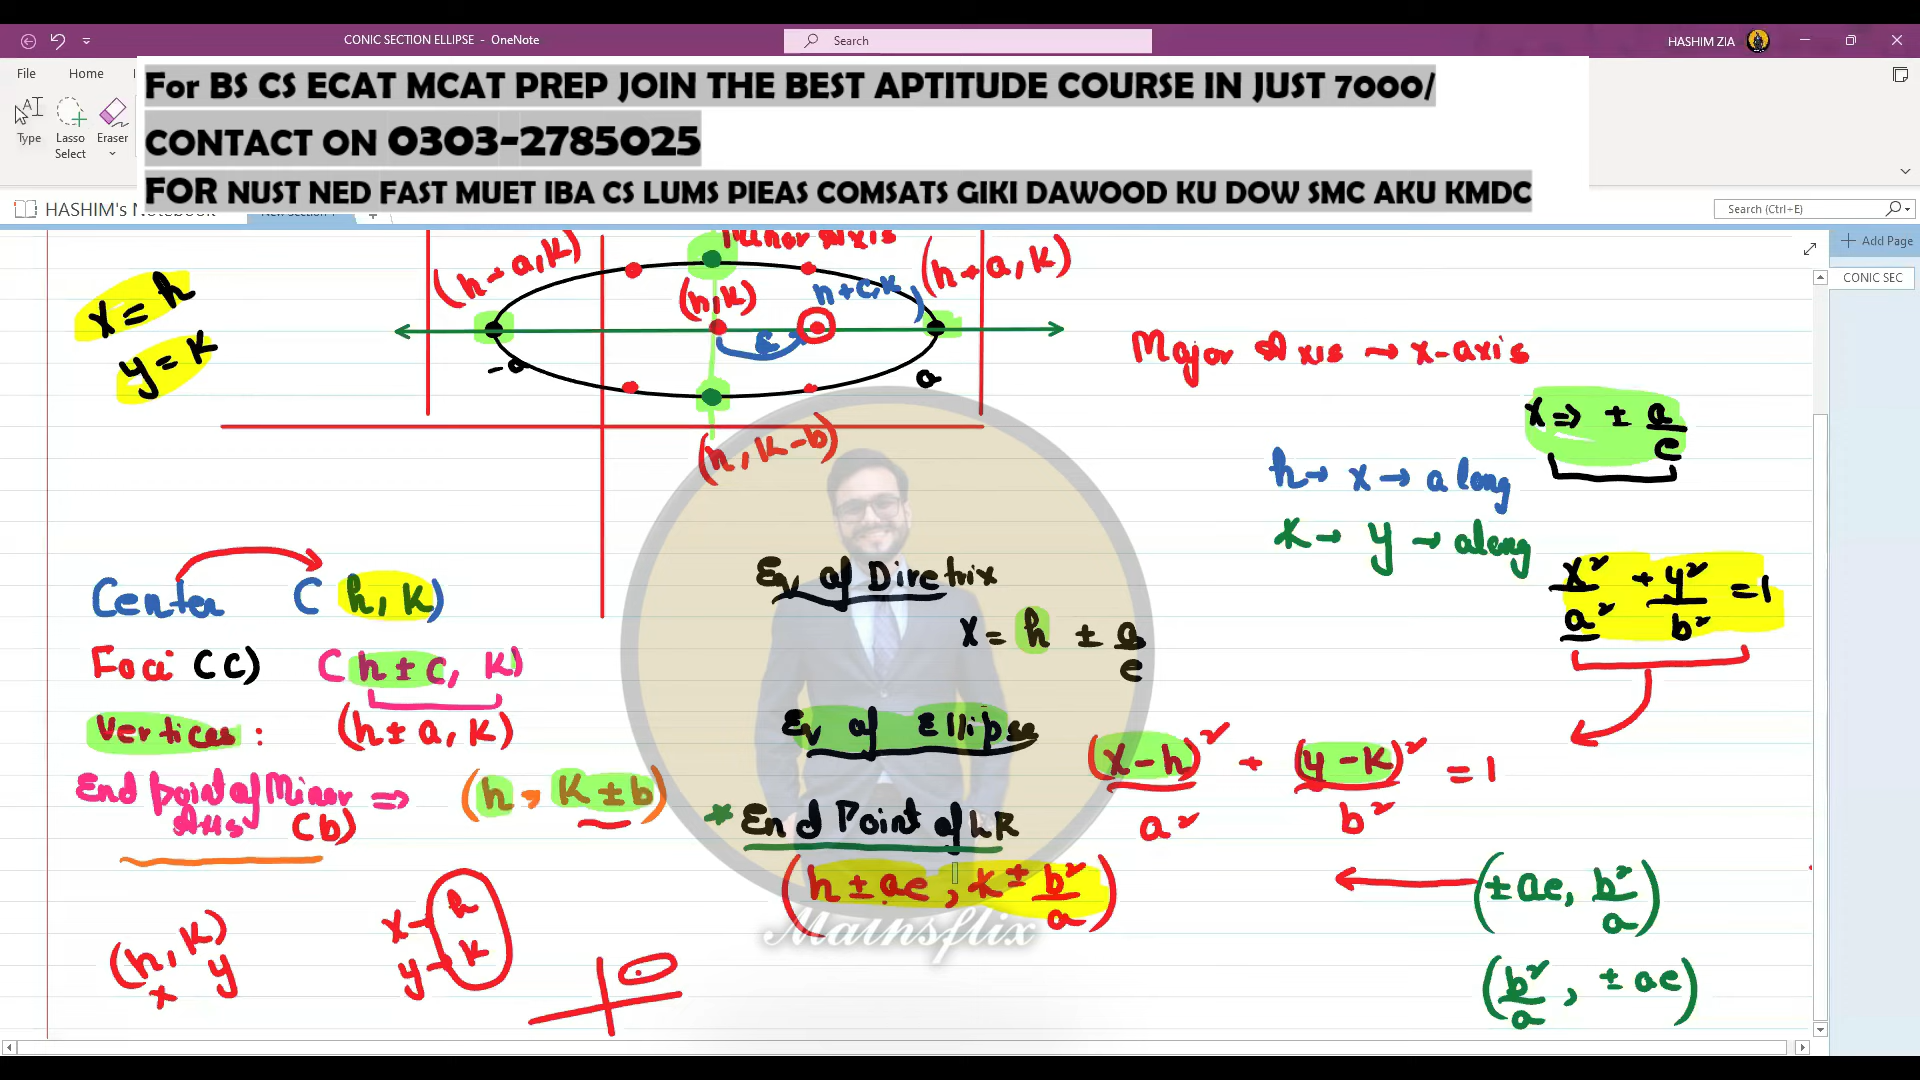 CONIC SECTION ELLIPSE - OneNote
Search
HASHIM ZIA
File
Home
Type
Lasso Select
Eraser
For BS CS ECAT MCAT PREP JOIN THE BEST APTITUDE COURSE IN JUST 7000/
CONTACT ON 0303-2785025
FOR NUST NED FAST MUET IBA CS LUMS PIEAS COMSATS GIKI DAWOOD KU DOW SMC AKU KMDC
HASHIM's Notebook
Search (Ctrl+E)
Add Page
CONIC SEC
Minor Axis
(h-a, k)
(h+a, k)
x = h
y = k
(h, k)
h+c, k
c
-a
a
(h, k-b)
Major Axis → x-axis
x ⇒ ± a/e
h → x → along
k → y → along
x²/a² + y²/b² = 1
Center C h, k)
Foci (C) C h±c, k)
Vertices : (h±a, k)
End point of Minor Axis (b) ⇒ (h, k±b)
Eq of Diretrix
x = h ± a/e
Eq of Ellipse
(x-h)²/a² + (y-k)²/b² = 1
End Point of LR
(h ± ae, k ± b²/a)
(± ae, b²/a)
(b²/a, ± ae)
(h, k)
x y
x h
y k
Mainsflix